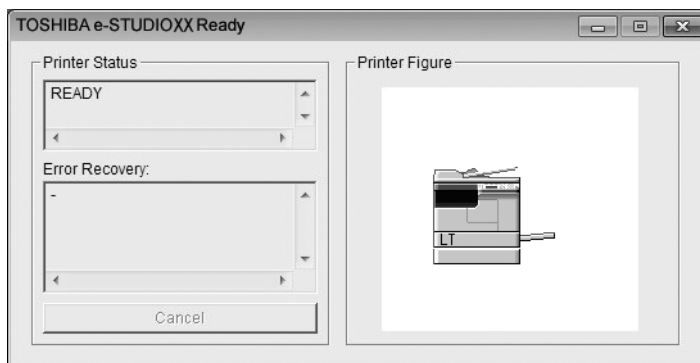 TOSHIBA e-STUDIOXX Ready
Printer Status
READY
Error Recovery:
-
Cancel
Printer Figure
LT